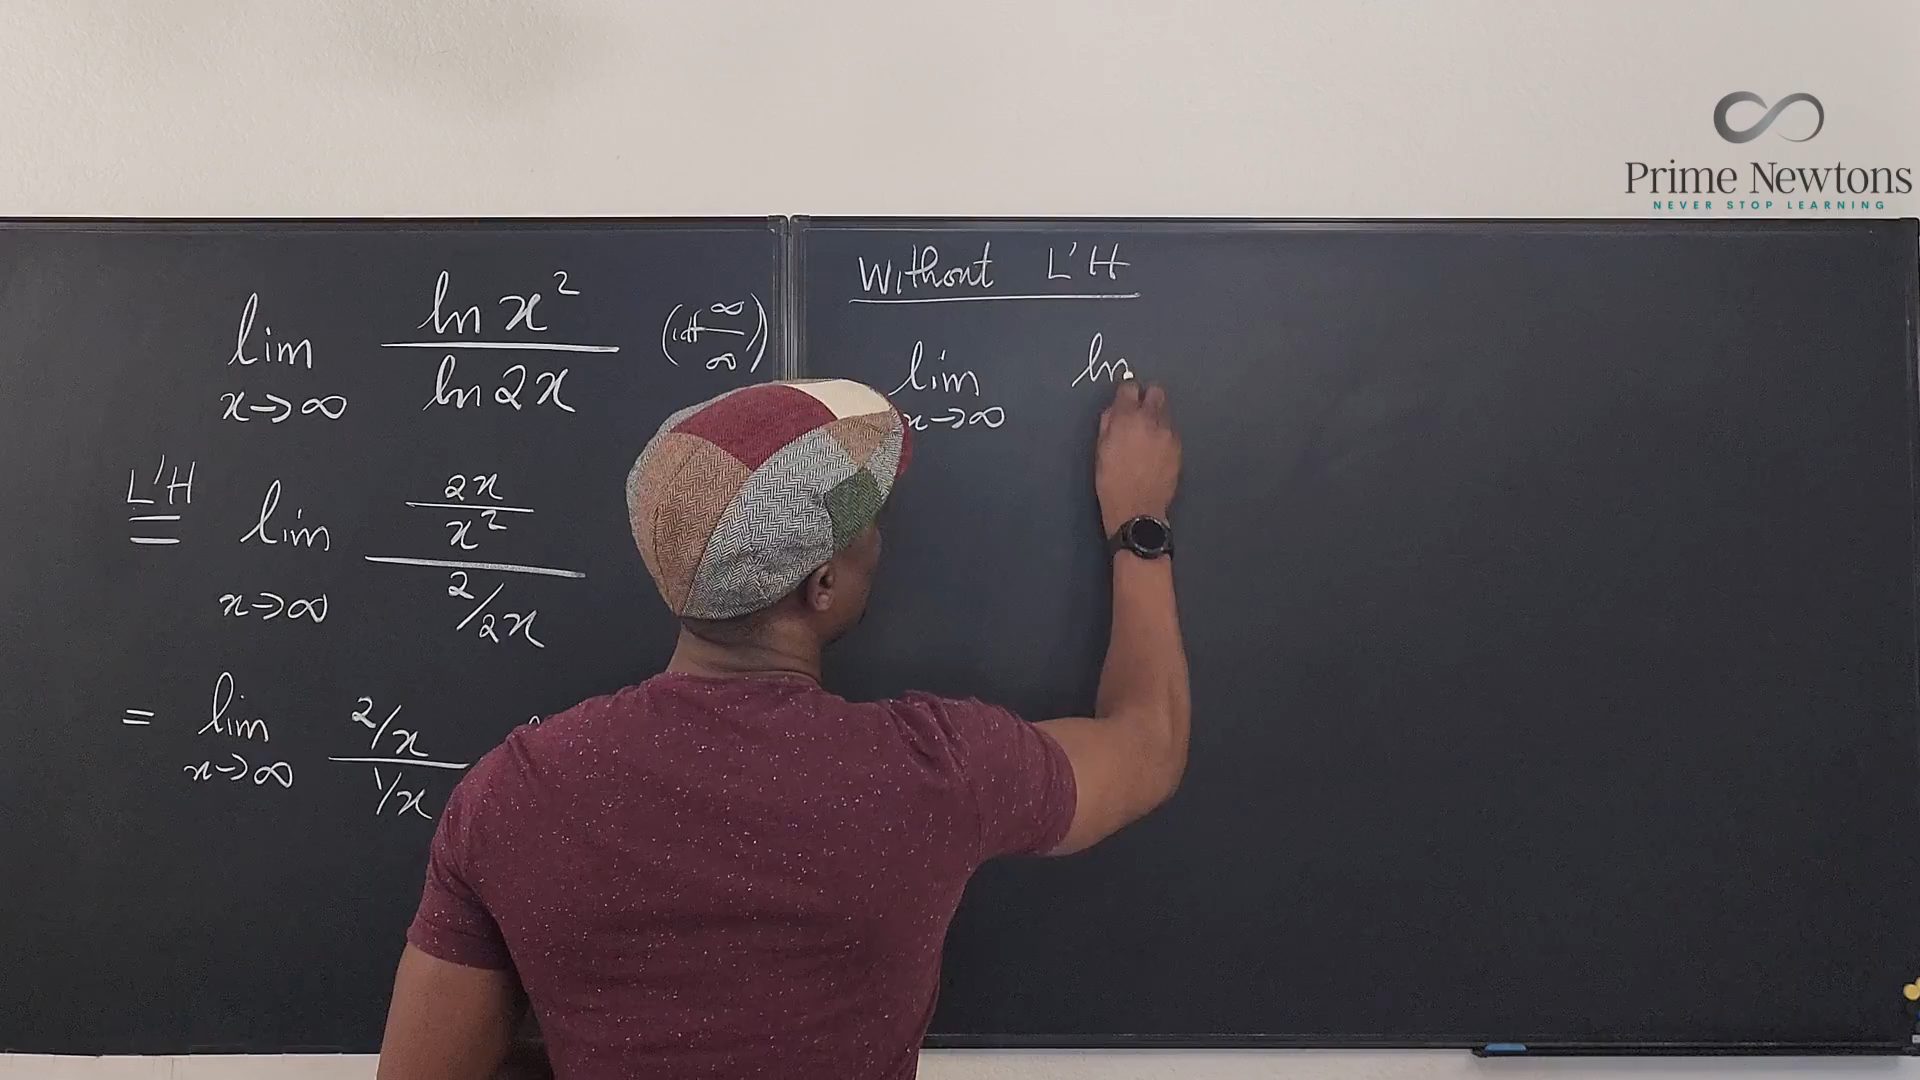 Prime Newtons
NEVER STOP LEARNING
lim x→∞ ln x² / ln 2x (iff ∞/∞)
L'H = lim x→∞ (2x/x²) / (2/2x)
= lim x→∞ (2/x) / (1/x)
Without L'H
lim x→∞ ln